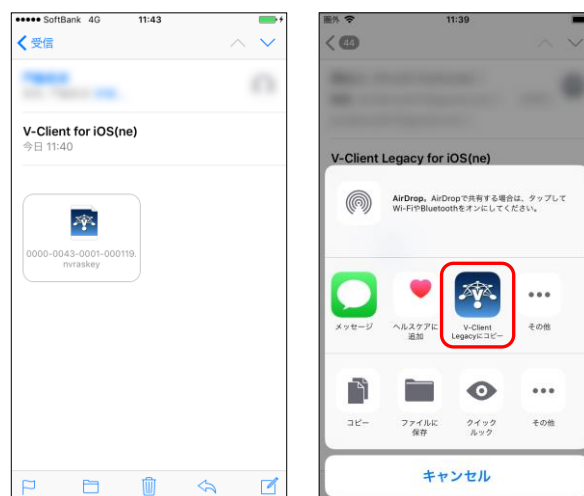 SoftBank 4G 11:43
受信
V-Client for iOS(ne)
今日 11:40
0000-0043-0001-000119.
nvraskey
圏外 11:39
44
V-Client Legacy for iOS(ne)
AirDrop。AirDropで共有する場合は、タップして
Wi-FiやBluetoothをオンにしてください。
メッセージ
ヘルスケアに
追加
V-Client
Legacyにコピー
その他
コピー
ファイルに
保存
クイック
ルック
その他
キャンセル